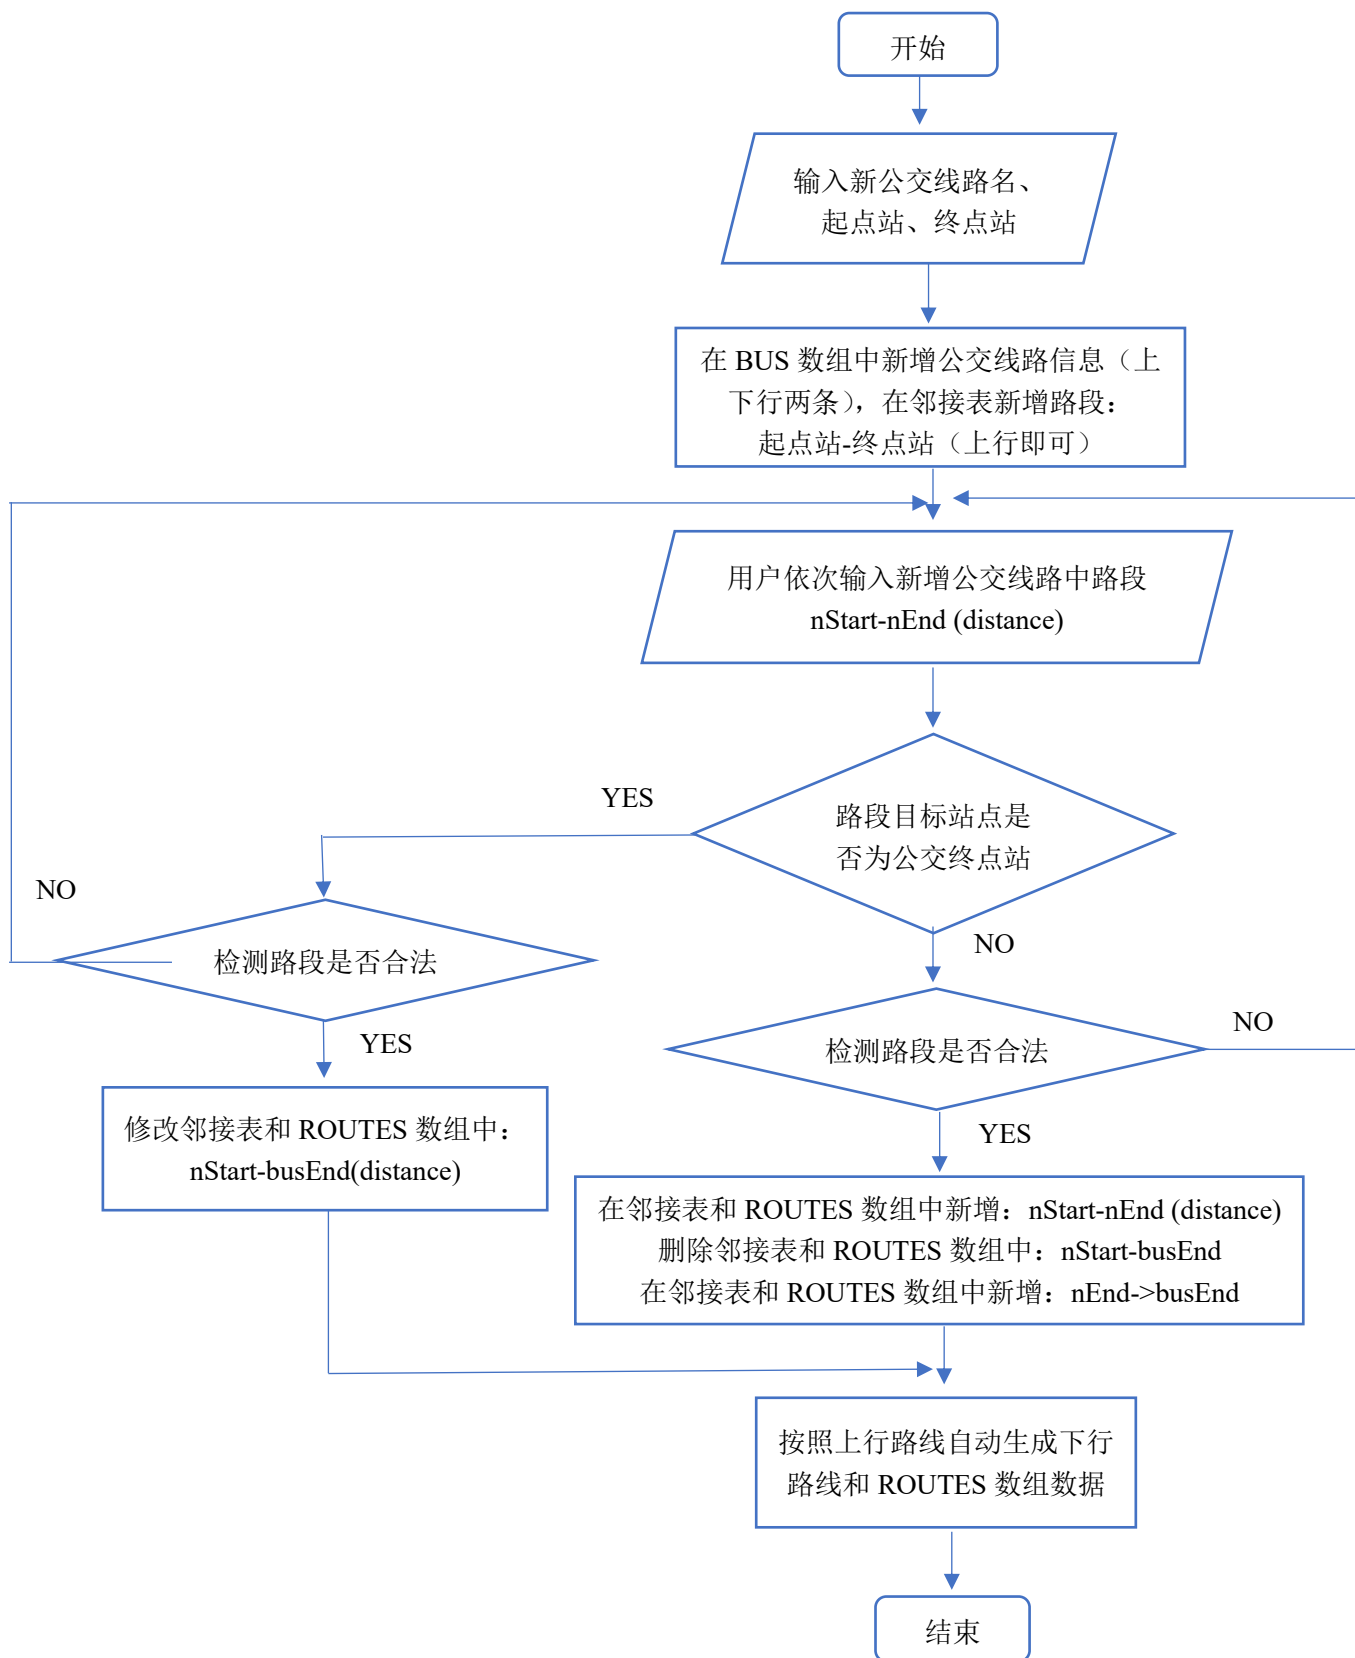 开始
输入新公交线路名、
起点站、终点站
在 BUS 数组中新增公交线路信息（上
下行两条），在邻接表新增路段：
起点站-终点站（上行即可）
用户依次输入新增公交线路中路段
nStart-nEnd (distance)
YES
路段目标站点是
否为公交终点站
NO
检测路段是否合法
NO
YES
检测路段是否合法
NO
YES
修改邻接表和 ROUTES 数组中：
nStart-busEnd(distance)
在邻接表和 ROUTES 数组中新增：nStart-nEnd (distance)
删除邻接表和 ROUTES 数组中：nStart-busEnd
在邻接表和 ROUTES 数组中新增：nEnd->busEnd
按照上行路线自动生成下行
路线和 ROUTES 数组数据
结束